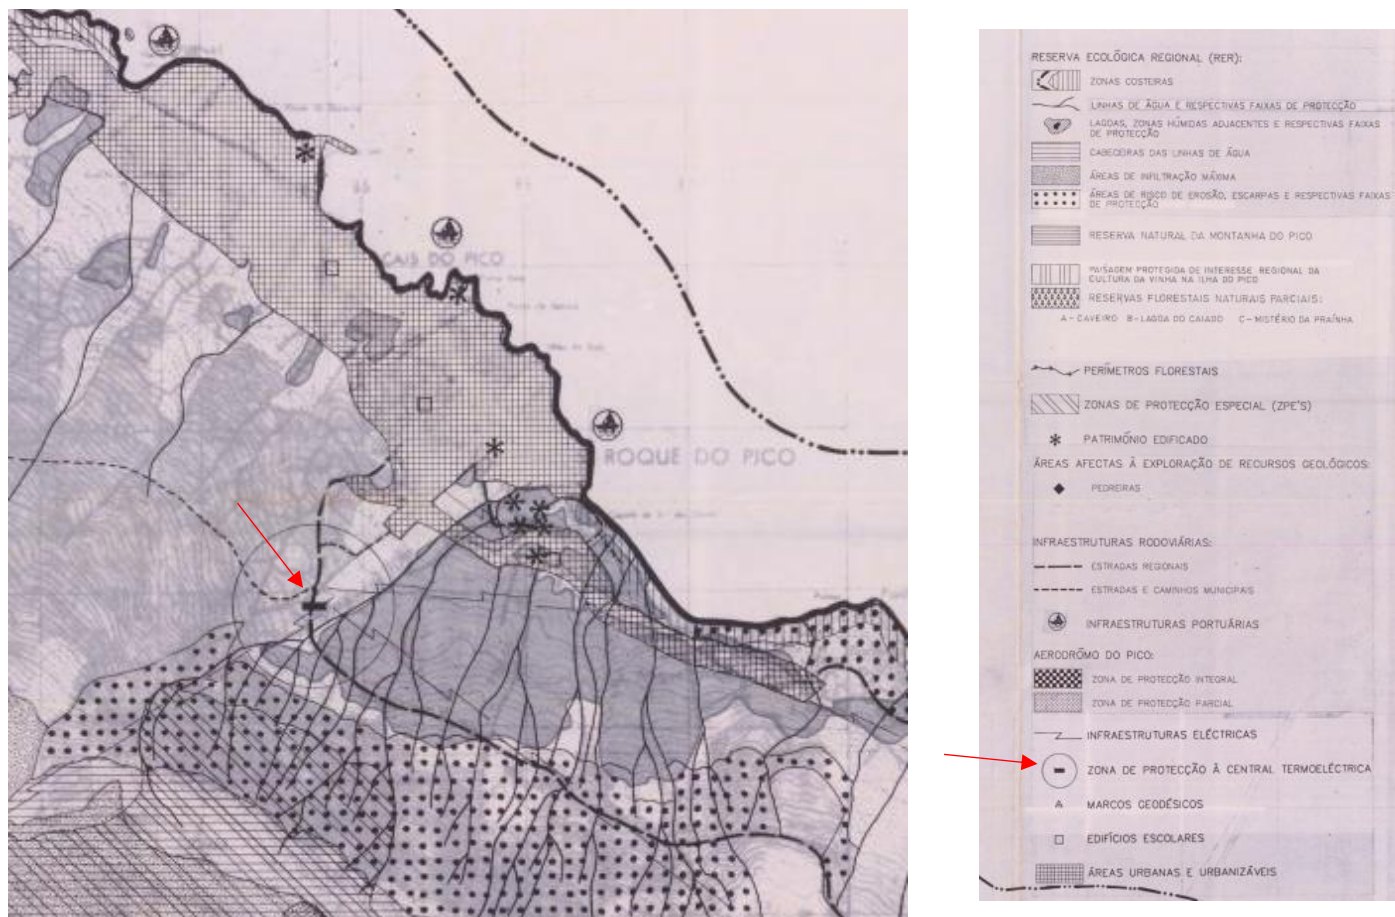 CAIS DO PICO
ROQUE DO PICO
RESERVA ECOLÓGICA REGIONAL (RER):
ZONAS COSTEIRAS
LINHAS DE ÁGUA E RESPECTIVAS FAIXAS DE PROTECÇÃO
LAGOAS, ZONAS HÚMIDAS ADJACENTES E RESPECTIVAS FAIXAS
DE PROTECÇÃO
CABECEIRAS DAS LINHAS DE ÁGUA
ÁREAS DE INFILTRAÇÃO MÁXIMA
ÁREAS DE RISCO DE EROSÃO, ESCARPAS E RESPECTIVAS FAIXAS
DE PROTECÇÃO
RESERVA NATURAL DA MONTANHA DO PICO
PAISAGEM PROTEGIDA DE INTERESSE REGIONAL DA
CULTURA DA VINHA NA ILHA DO PICO
RESERVAS FLORESTAIS NATURAIS PARCIAIS:
A - CAVEIRO B - LAGOA DO CAIADO C - MISTÉRIO DA PRAÍNHA
PERÍMETROS FLORESTAIS
ZONAS DE PROTECÇÃO ESPECIAL (ZPE'S)
PATRIMÓNIO EDIFICADO
ÁREAS AFECTAS À EXPLORAÇÃO DE RECURSOS GEOLÓGICOS:
PEDREIRAS
INFRAESTRUTURAS RODOVIÁRIAS:
ESTRADAS REGIONAIS
ESTRADAS E CAMINHOS MUNICIPAIS
INFRAESTRUTURAS PORTUÁRIAS
AERODRÓMO DO PICO:
ZONA DE PROTECÇÃO INTEGRAL
ZONA DE PROTECÇÃO PARCIAL
INFRAESTRUTURAS ELÉCTRICAS
ZONA DE PROTECÇÃO À CENTRAL TERMOELÉCTRICA
MARCOS GEODÉSICOS
EDIFÍCIOS ESCOLARES
ÁREAS URBANAS E URBANIZÁVEIS